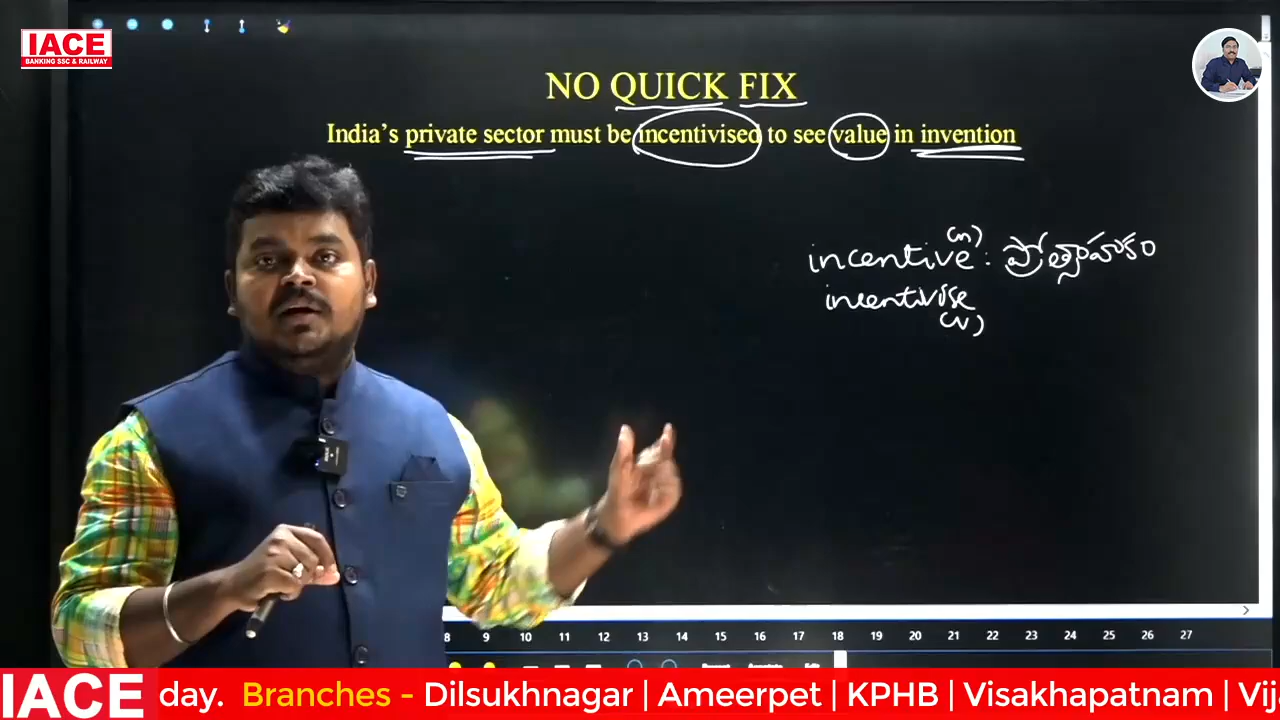 IACE
BANKING SSC & RAILWAY
NO QUICK FIX
India's private sector must be incentivised to see value in invention
incentive (n) : ప్రోత్సాహకం
incentivise
(v)
8 9 10 11 12 13 14 15 16 17 18 19 20 21 22 23 24 25 26 27
IACE day. Branches - Dilsukhnagar | Ameerpet | KPHB | Visakhapatnam | Vij